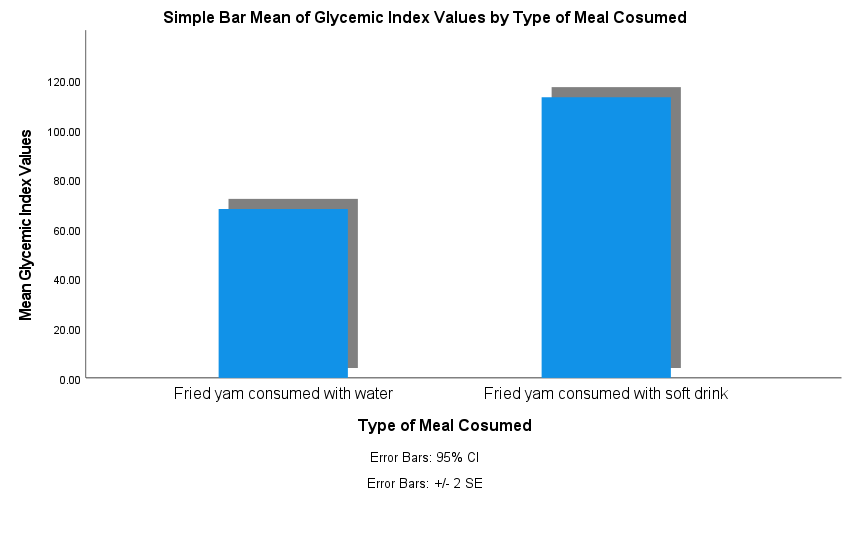 Simple Bar Mean of Glycemic Index Values by Type of Meal Cosumed
Mean Glycemic Index Values
120.00
100.00
80.00
60.00
40.00
20.00
0.00
Fried yam consumed with water
Fried yam consumed with soft drink
Type of Meal Cosumed
Error Bars: 95% CI
Error Bars: +/- 2 SE